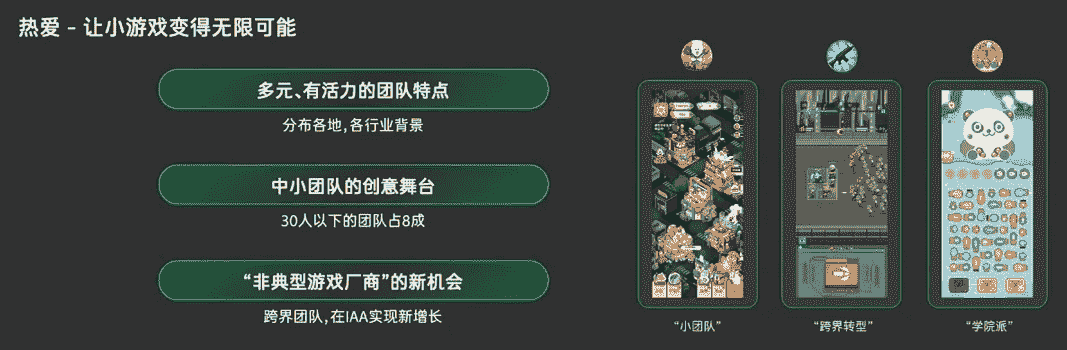 热爱 - 让小游戏变得无限可能
多元、有活力的团队特点
分布各地,各行业背景
中小团队的创意舞台
30人以下的团队占8成
“非典型游戏厂商”的新机会
跨界团队,在IAA实现新增长
“小团队”
“跨界转型”
“学院派”